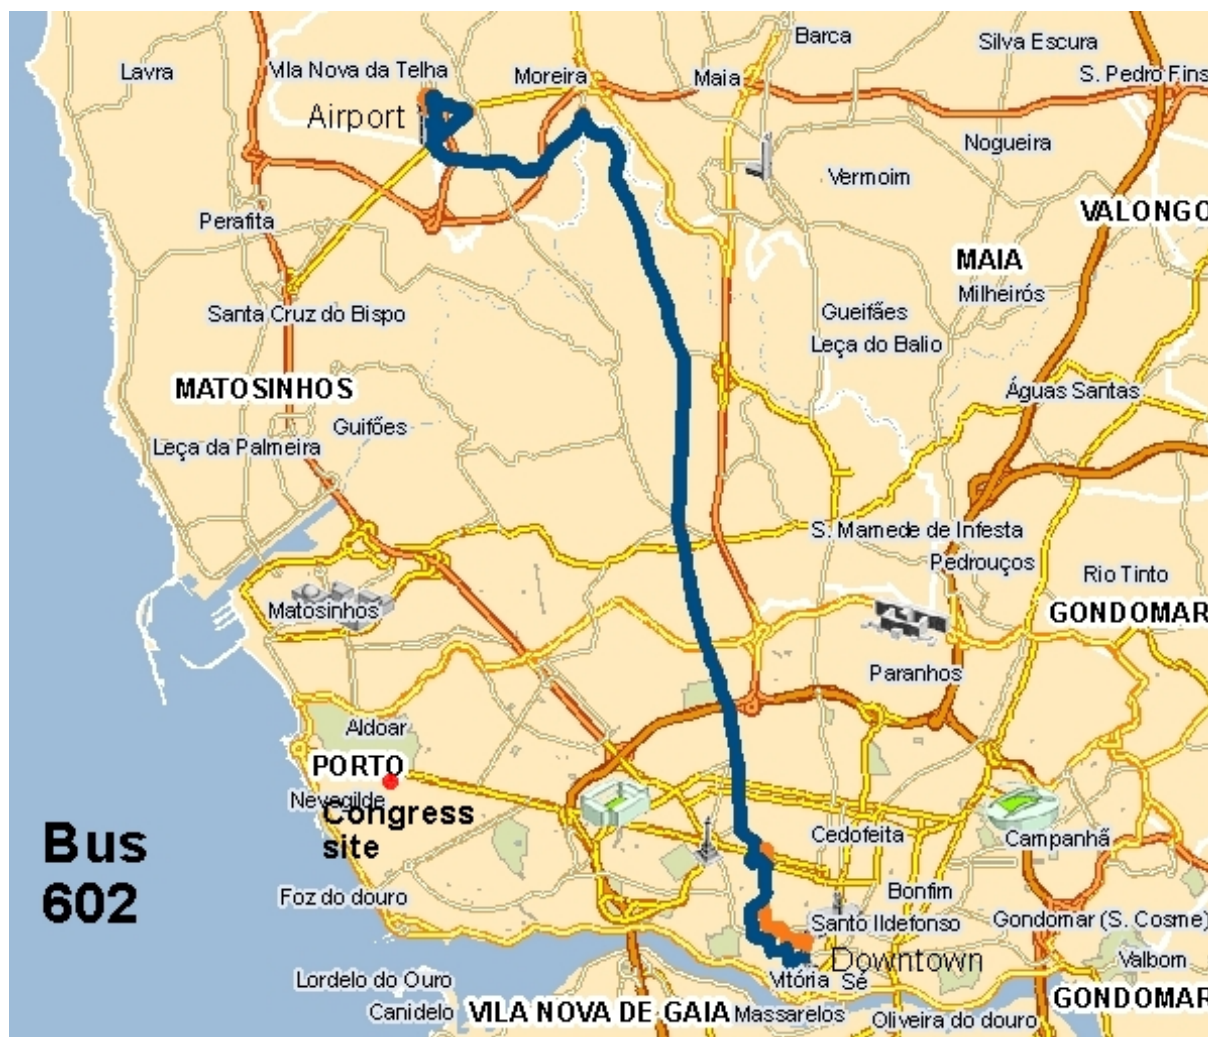 Barca
Silva Escura
Lavra
Vila Nova da Telha
Moreira
Maia
S. Pedro Fins
Airport
Nogueira
Vermoim
Perafita
VALONGO
MAIA
Milheirós
Santa Cruz do Bispo
Gueifães
Leça do Balio
MATOSINHOS
Águas Santas
Guifões
Leça da Palmeira
S. Mamede de Infesta
Pedrouços
Rio Tinto
Matosinhos
GONDOMAR
Paranhos
Aldoar
PORTO
Nevogilde
Congress
site
Cedofeita
Campanhã
Bus
602
Foz do douro
Bonfim
Santo Ildefonso
Gondomar (S. Cosme)
Downtown
Valbom
Lordelo do Ouro
Vitória
Sé
Canidelo
VILA NOVA DE GAIA
Massarelos
Oliveira do douro
GONDOMAR